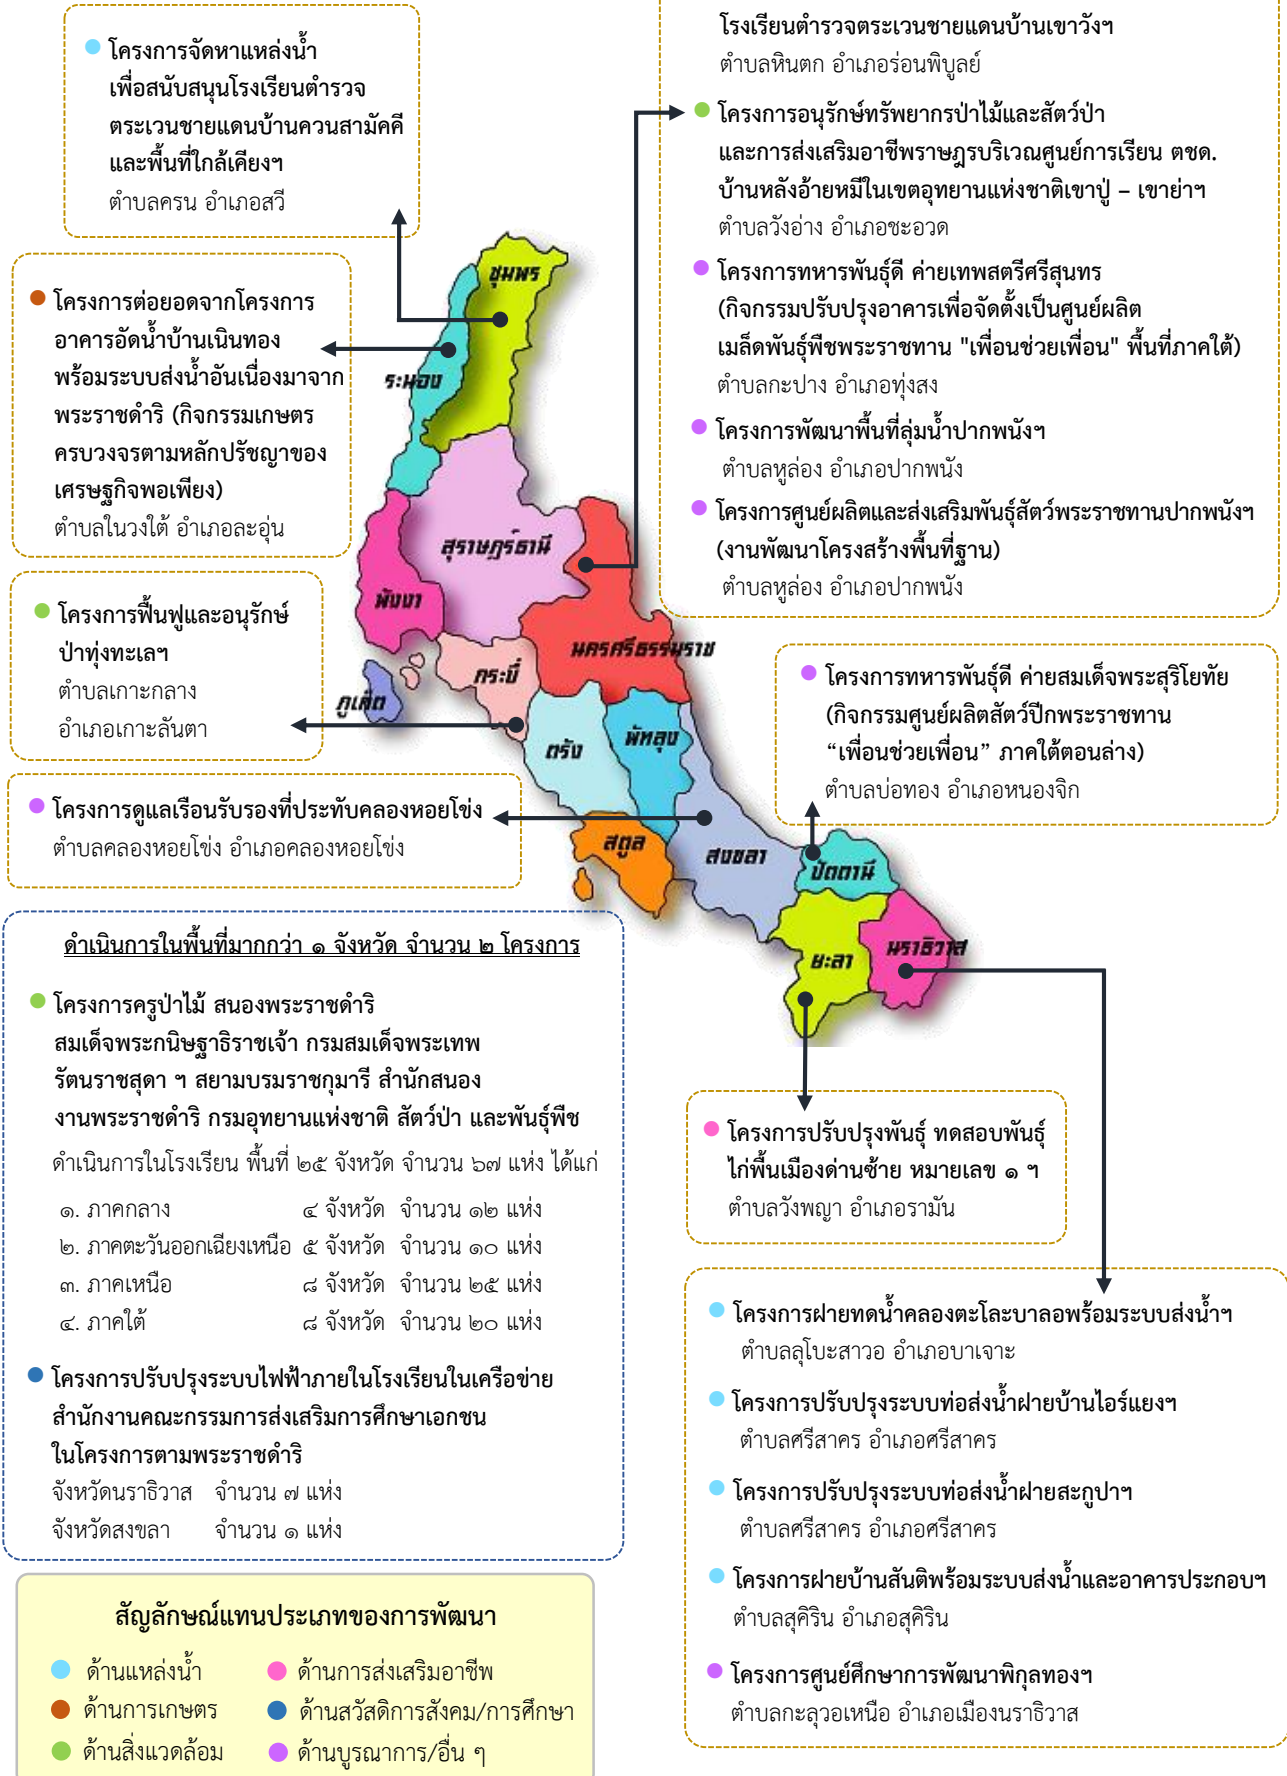 โครงการจัดหาแหล่งน้ำ
เพื่อสนับสนุนโรงเรียนตำรวจ
ตระเวนชายแดนบ้านควนสามัคคี
และพื้นที่ใกล้เคียงฯ
ตำบลครน อำเภอสวี
โครงการต่อยอดจากโครงการ
อาคารอัดน้ำบ้านเนินทอง
พร้อมระบบส่งน้ำอันเนื่องมาจาก
พระราชดำริ (กิจกรรมเกษตร
ครบวงจรตามหลักปรัชญาของ
เศรษฐกิจพอเพียง)
ตำบลในวงใต้ อำเภอละอุ่น
โครงการฟื้นฟูและอนุรักษ์
ป่าทุ่งทะเลฯ
ตำบลเกาะกลาง
อำเภอเกาะลันตา
โครงการดูแลเรือนรับรองที่ประทับคลองหอยโข่ง
ตำบลคลองหอยโข่ง อำเภอคลองหอยโข่ง
โรงเรียนตำรวจตระเวนชายแดนบ้านเขาวังฯ
ตำบลหินตก อำเภอร่อนพิบูลย์
โครงการอนุรักษ์ทรัพยากรป่าไม้และสัตว์ป่า
และการส่งเสริมอาชีพราษฎรบริเวณศูนย์การเรียน ตชด.
บ้านหลังอ้ายหมีในเขตอุทยานแห่งชาติเขาปู่ – เขาย่าฯ
ตำบลวังอ่าง อำเภอชะอวด
โครงการทหารพันธุ์ดี ค่ายเทพสตรีศรีสุนทร
(กิจกรรมปรับปรุงอาคารเพื่อจัดตั้งเป็นศูนย์ผลิต
เมล็ดพันธุ์พืชพระราชทาน "เพื่อนช่วยเพื่อน" พื้นที่ภาคใต้)
ตำบลกะปาง อำเภอทุ่งสง
โครงการพัฒนาพื้นที่ลุ่มน้ำปากพนังฯ
ตำบลหูล่อง อำเภอปากพนัง
โครงการศูนย์ผลิตและส่งเสริมพันธุ์สัตว์พระราชทานปากพนังฯ
(งานพัฒนาโครงสร้างพื้นที่ฐาน)
ตำบลหูล่อง อำเภอปากพนัง
โครงการทหารพันธุ์ดี ค่ายสมเด็จพระสุริโยทัย
(กิจกรรมศูนย์ผลิตสัตว์ปีกพระราชทาน
“เพื่อนช่วยเพื่อน” ภาคใต้ตอนล่าง)
ตำบลบ่อทอง อำเภอหนองจิก
ชุมพร
ระนอง
สุราษฎร์ธานี
พังงา
นครศรีธรรมราช
กระบี่
ภูเก็ต
ตรัง
พัทลุง
สตูล
สงขลา
ปัตตานี
ยะลา
นราธิวาส
ดำเนินการในพื้นที่มากกว่า ๑ จังหวัด จำนวน ๒ โครงการ
โครงการครูป่าไม้ สนองพระราชดำริ
สมเด็จพระกนิษฐาธิราชเจ้า กรมสมเด็จพระเทพ
รัตนราชสุดา ฯ สยามบรมราชกุมารี สำนักสนอง
งานพระราชดำริ กรมอุทยานแห่งชาติ สัตว์ป่า และพันธุ์พืช
ดำเนินการในโรงเรียน พื้นที่ ๒๕ จังหวัด จำนวน ๖๗ แห่ง ได้แก่
๑. ภาคกลาง ๔ จังหวัด จำนวน ๑๒ แห่ง
๒. ภาคตะวันออกเฉียงเหนือ ๕ จังหวัด จำนวน ๑๐ แห่ง
๓. ภาคเหนือ ๘ จังหวัด จำนวน ๒๕ แห่ง
๔. ภาคใต้ ๘ จังหวัด จำนวน ๒๐ แห่ง
โครงการปรับปรุงระบบไฟฟ้าภายในโรงเรียนในเครือข่าย
สำนักงานคณะกรรมการส่งเสริมการศึกษาเอกชน
ในโครงการตามพระราชดำริ
จังหวัดนราธิวาส จำนวน ๗ แห่ง
จังหวัดสงขลา จำนวน ๑ แห่ง
โครงการปรับปรุงพันธุ์ ทดสอบพันธุ์
ไก่พื้นเมืองด่านซ้าย หมายเลข ๑ ฯ
ตำบลวังพญา อำเภอรามัน
โครงการฝายทดน้ำคลองตะโละบาลอพร้อมระบบส่งน้ำฯ
ตำบลลุโบะสาวอ อำเภอบาเจาะ
โครงการปรับปรุงระบบท่อส่งน้ำฝายบ้านไอร์แยงฯ
ตำบลศรีสาคร อำเภอศรีสาคร
โครงการปรับปรุงระบบท่อส่งน้ำฝายสะกูปาฯ
ตำบลศรีสาคร อำเภอศรีสาคร
โครงการฝายบ้านสันติพร้อมระบบส่งน้ำและอาคารประกอบฯ
ตำบลสุคิริน อำเภอสุคิริน
โครงการศูนย์ศึกษาการพัฒนาพิกุลทองฯ
ตำบลกะลุวอเหนือ อำเภอเมืองนราธิวาส
สัญลักษณ์แทนประเภทของการพัฒนา
ด้านแหล่งน้ำ
ด้านการส่งเสริมอาชีพ
ด้านการเกษตร
ด้านสวัสดิการสังคม/การศึกษา
ด้านสิ่งแวดล้อม
ด้านบูรณาการ/อื่น ๆ